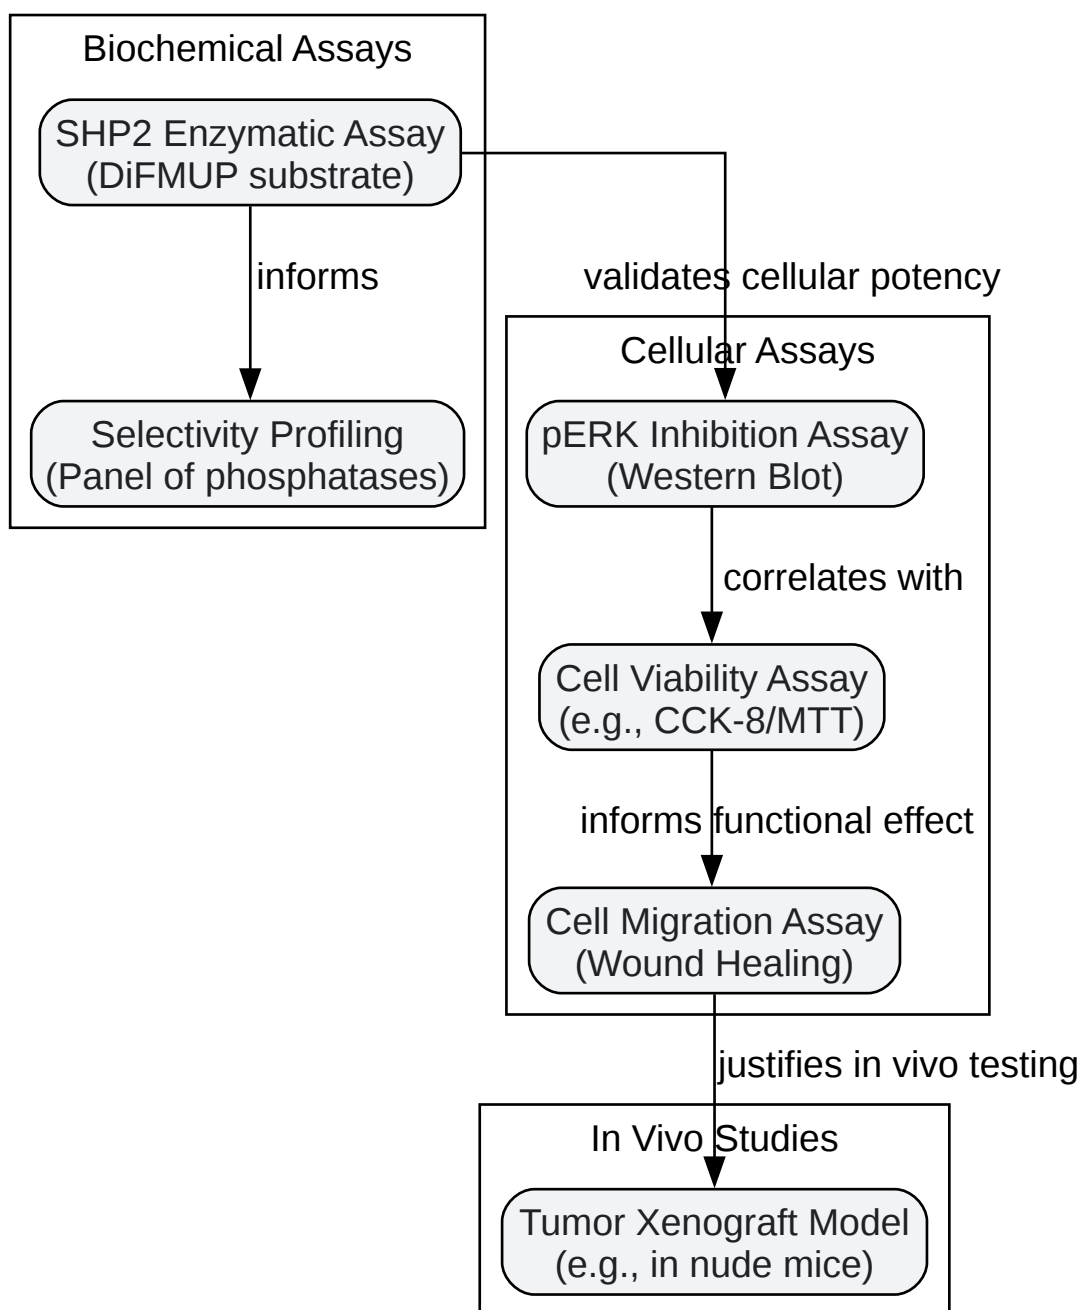 Biochemical Assays
SHP2 Enzymatic Assay
(DiFMUP substrate)
informs
validates cellular potency
Selectivity Profiling
(Panel of phosphatases)
Cellular Assays
pERK Inhibition Assay
(Western Blot)
correlates with
Cell Viability Assay
(e.g., CCK-8/MTT)
informs functional effect
Cell Migration Assay
(Wound Healing)
justifies in vivo testing
In Vivo Studies
Tumor Xenograft Model
(e.g., in nude mice)